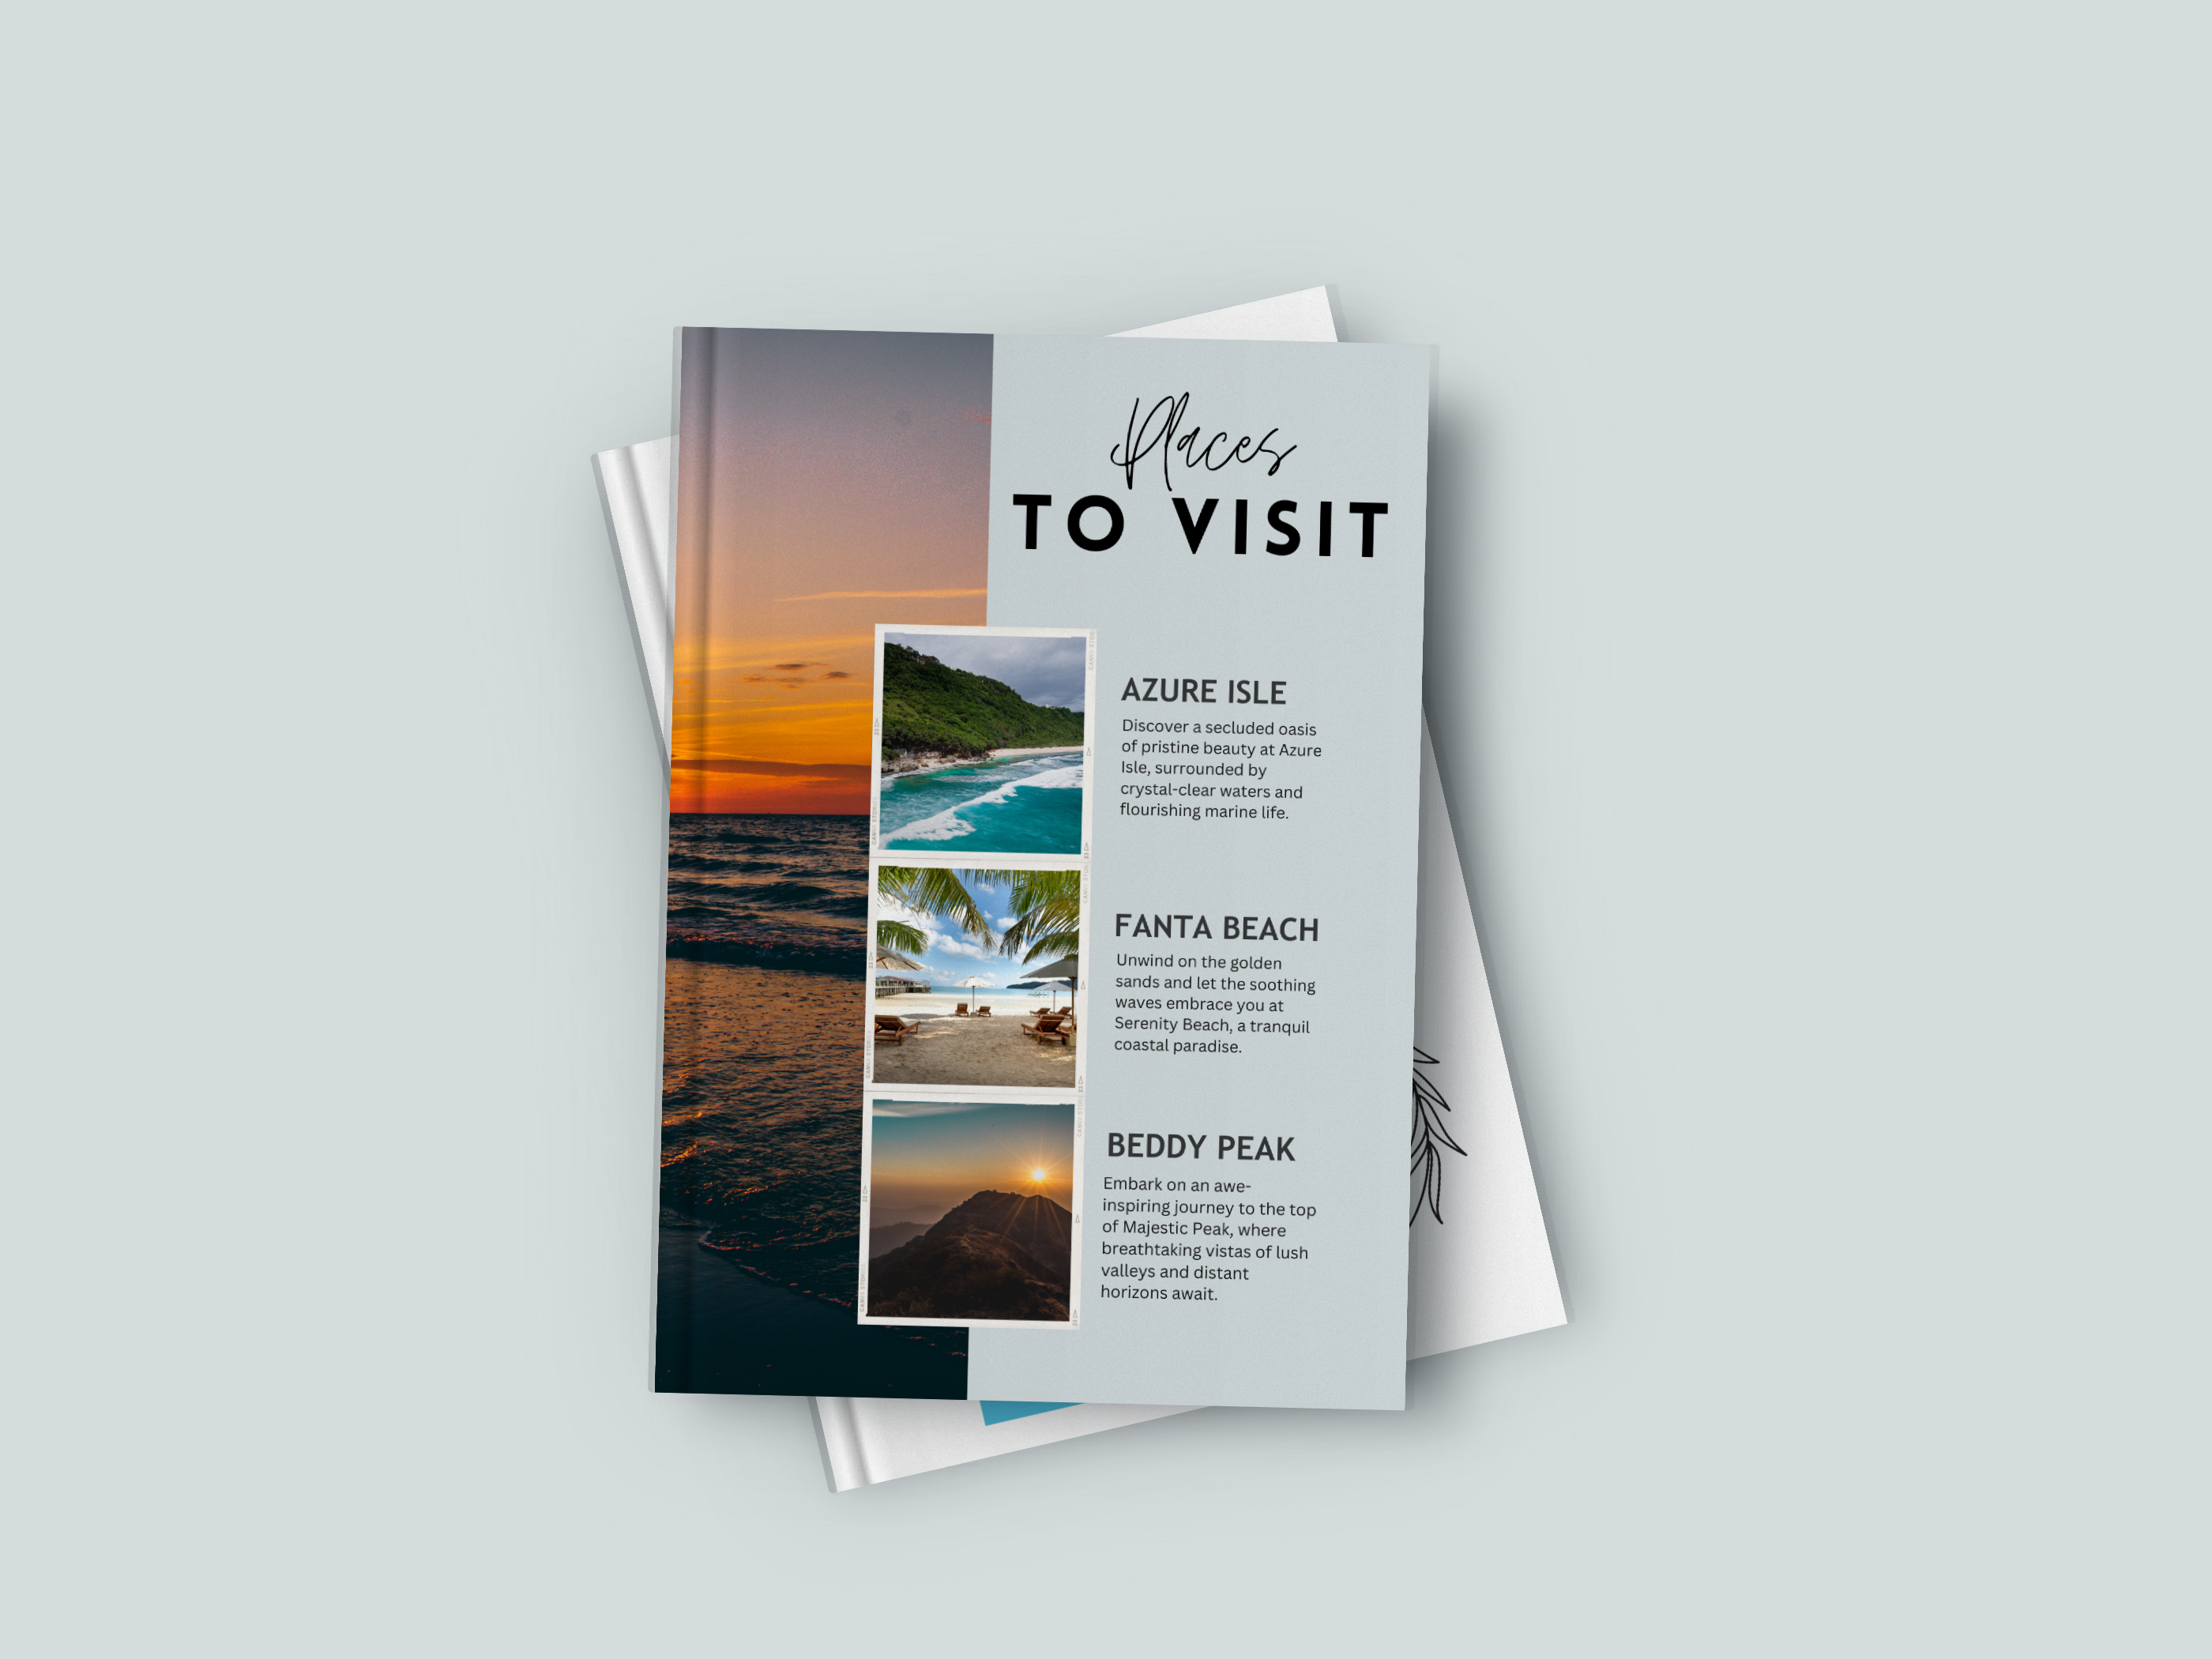 Places
TO VISIT
AZURE ISLE
Discover a secluded oasis
of pristine beauty at Azure
Isle, surrounded by
crystal-clear waters and
flourishing marine life.
FANTA BEACH
Unwind on the golden
sands and let the soothing
waves embrace you at
Serenity Beach, a tranquil
coastal paradise.
BEDDY PEAK
Embark on an awe-
inspiring journey to the top
of Majestic Peak, where
breathtaking vistas of lush
valleys and distant
horizons await.